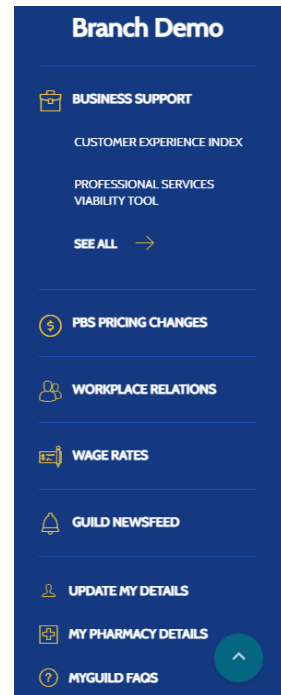 Branch Demo
BUSINESS SUPPORT
CUSTOMER EXPERIENCE INDEX
PROFESSIONAL SERVICES
VIABILITY TOOL
SEE ALL
PBS PRICING CHANGES
WORKPLACE RELATIONS
WAGE RATES
GUILD NEWSFEED
UPDATE MY DETAILS
MY PHARMACY DETAILS
MYGUILD FAQS